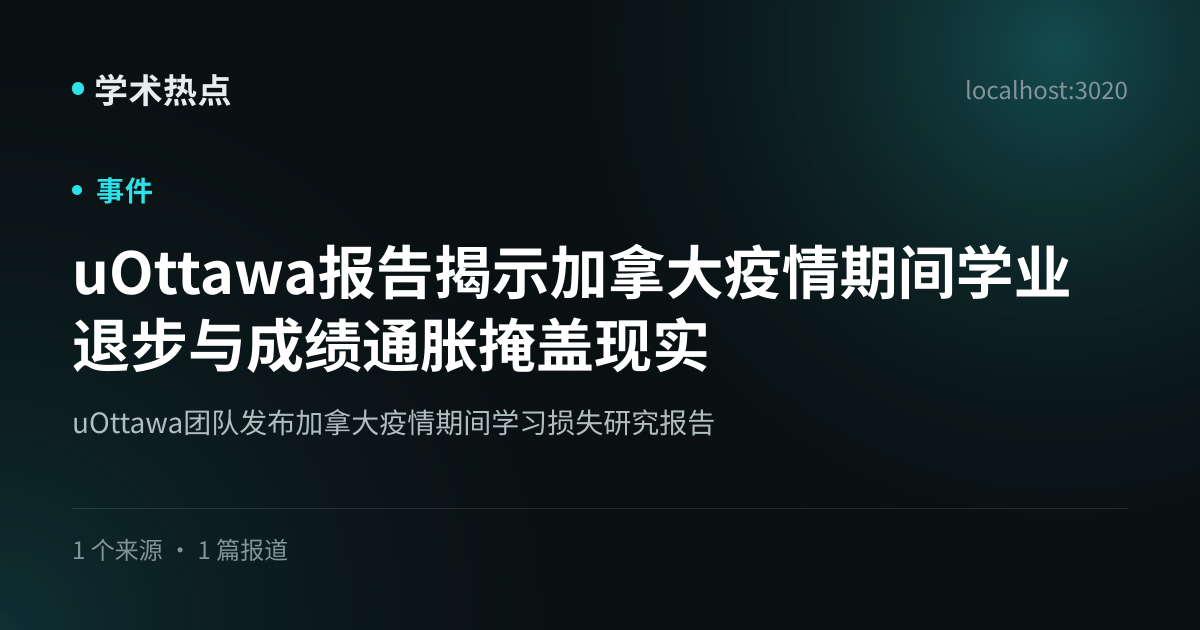 学术热点
localhost:3020
事件
uOttawa报告揭示加拿大疫情期间学业
退步与成绩通胀掩盖现实
uOttawa团队发布加拿大疫情期间学习损失研究报告
1 个来源 · 1 篇报道